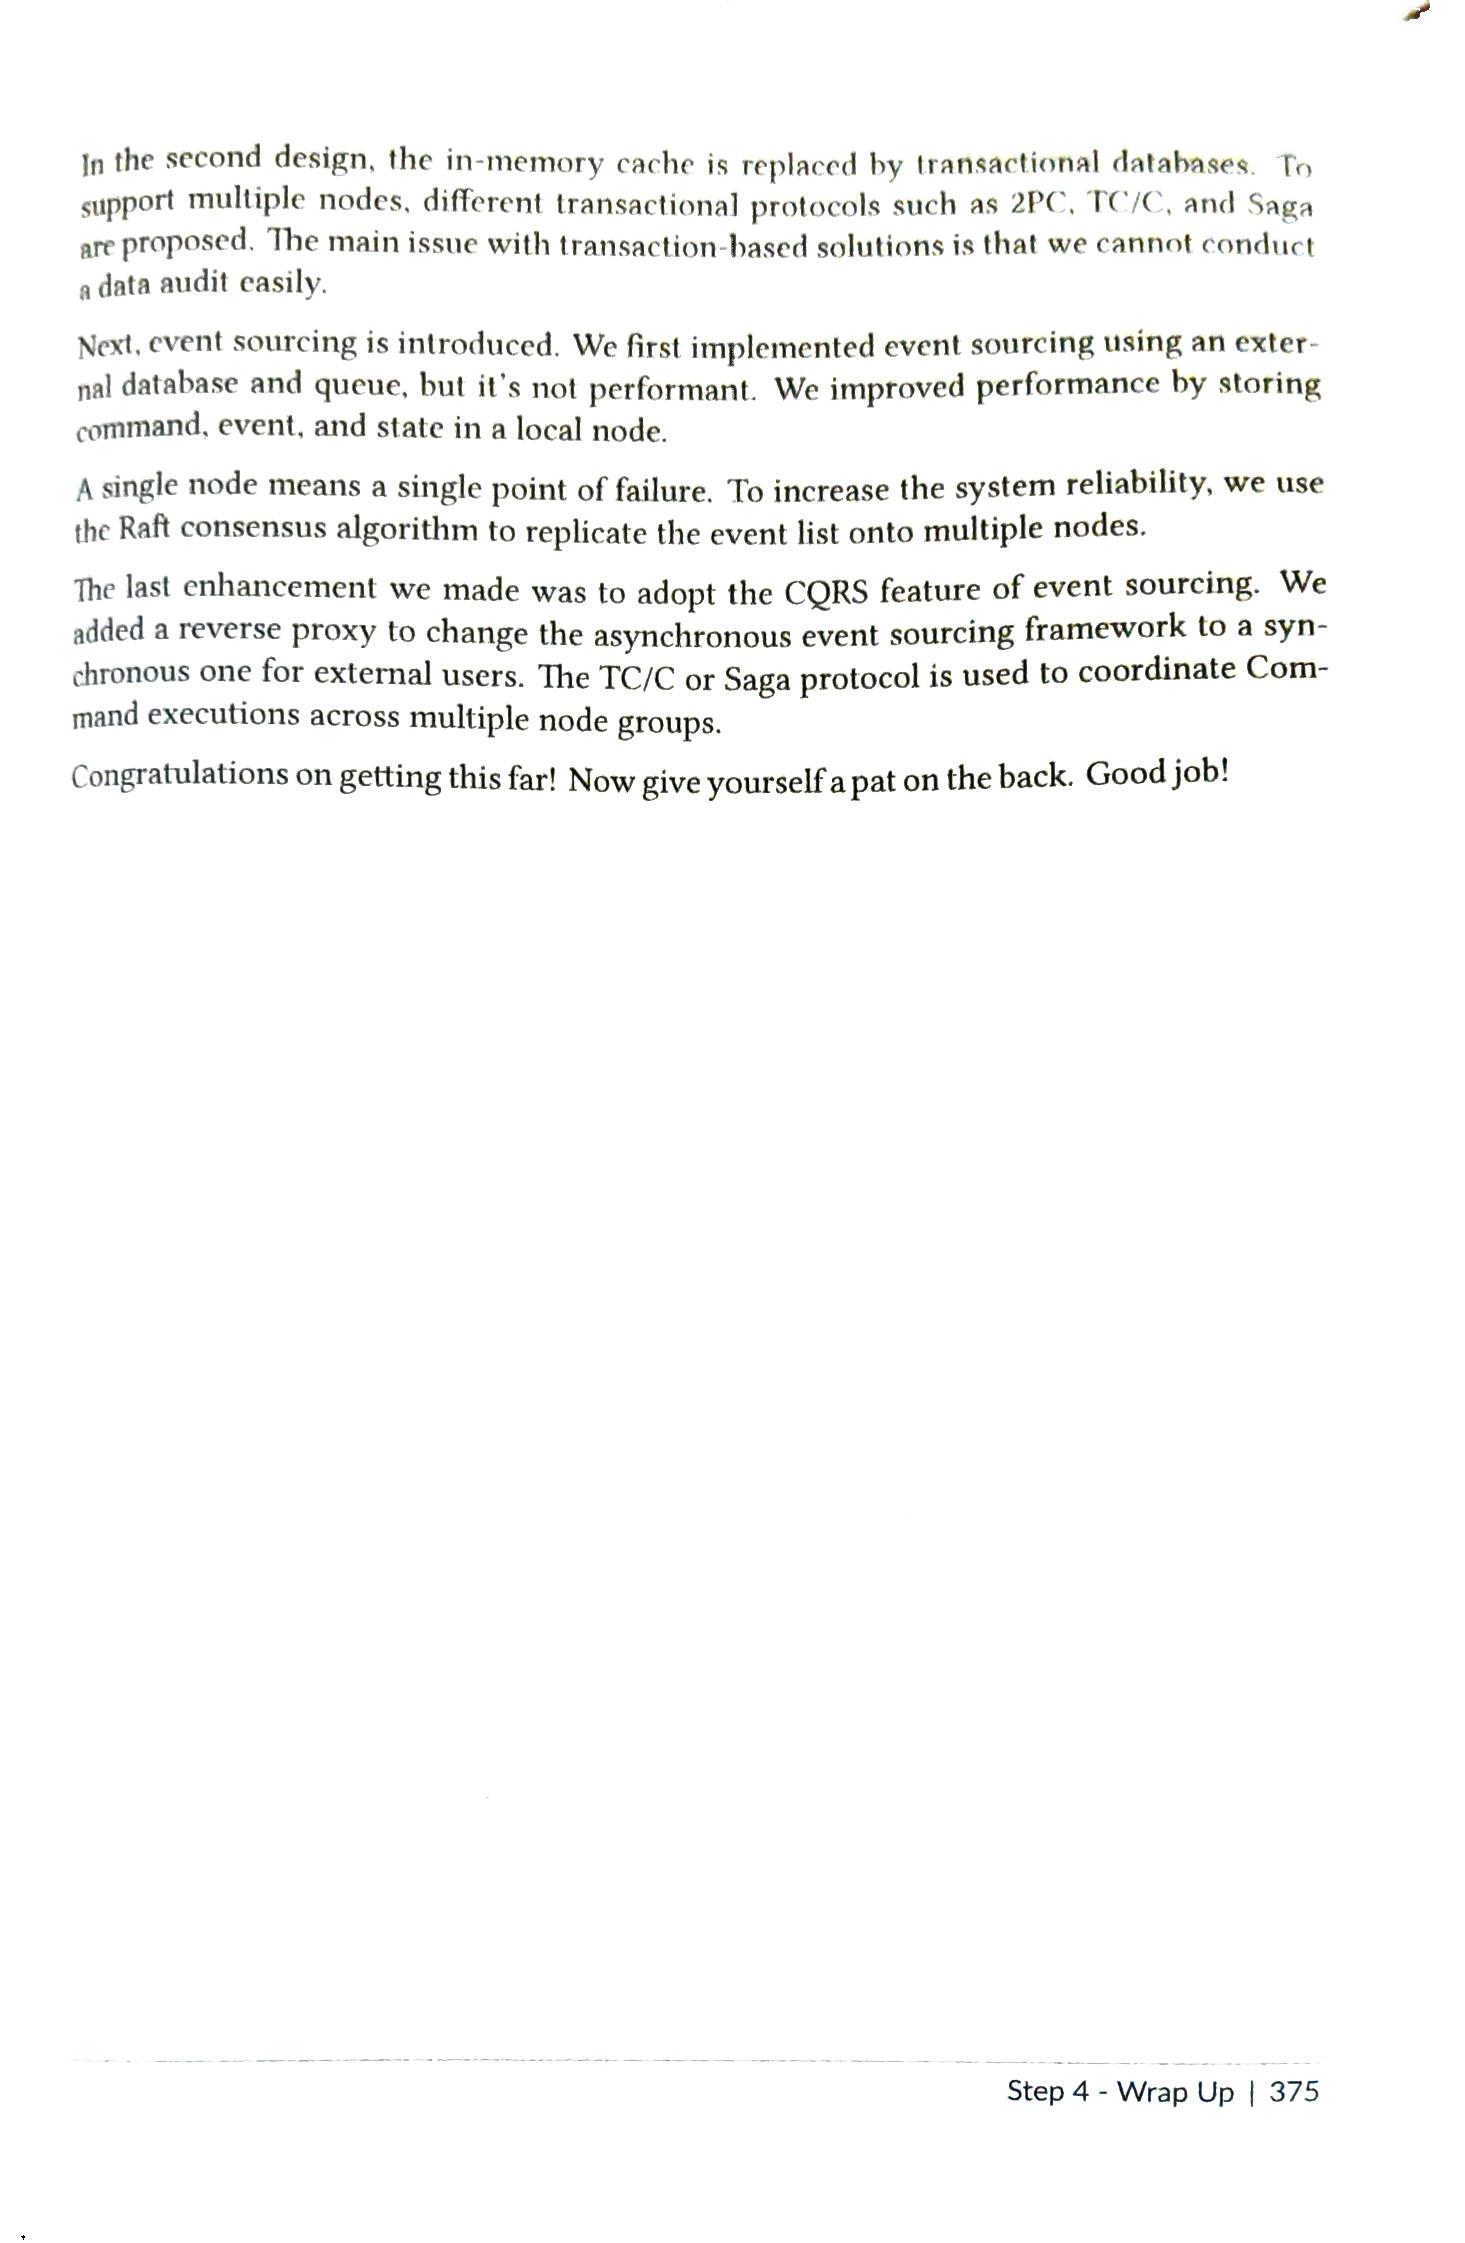 In the second design, the in-memory cache is replaced by transactional databases. To
support multiple nodes, different transactional protocols such as 2PC, TC/C, and Saga
are proposed. The main issue with transaction-based solutions is that we cannot conduct
a data audit easily.
Next, event sourcing is introduced. We first implemented event sourcing using an exter-
nal database and queue, but it's not performant. We improved performance by storing
command, event, and state in a local node.
A single node means a single point of failure. To increase the system reliability, we use
the Raft consensus algorithm to replicate the event list onto multiple nodes.
The last enhancement we made was to adopt the CQRS feature of event sourcing. We
added a reverse proxy to change the asynchronous event sourcing framework to a syn-
chronous one for external users. The TC/C or Saga protocol is used to coordinate Com-
mand executions across multiple node groups.
Congratulations on getting this far! Now give yourself a pat on the back. Good job!
Step 4 - Wrap Up | 375